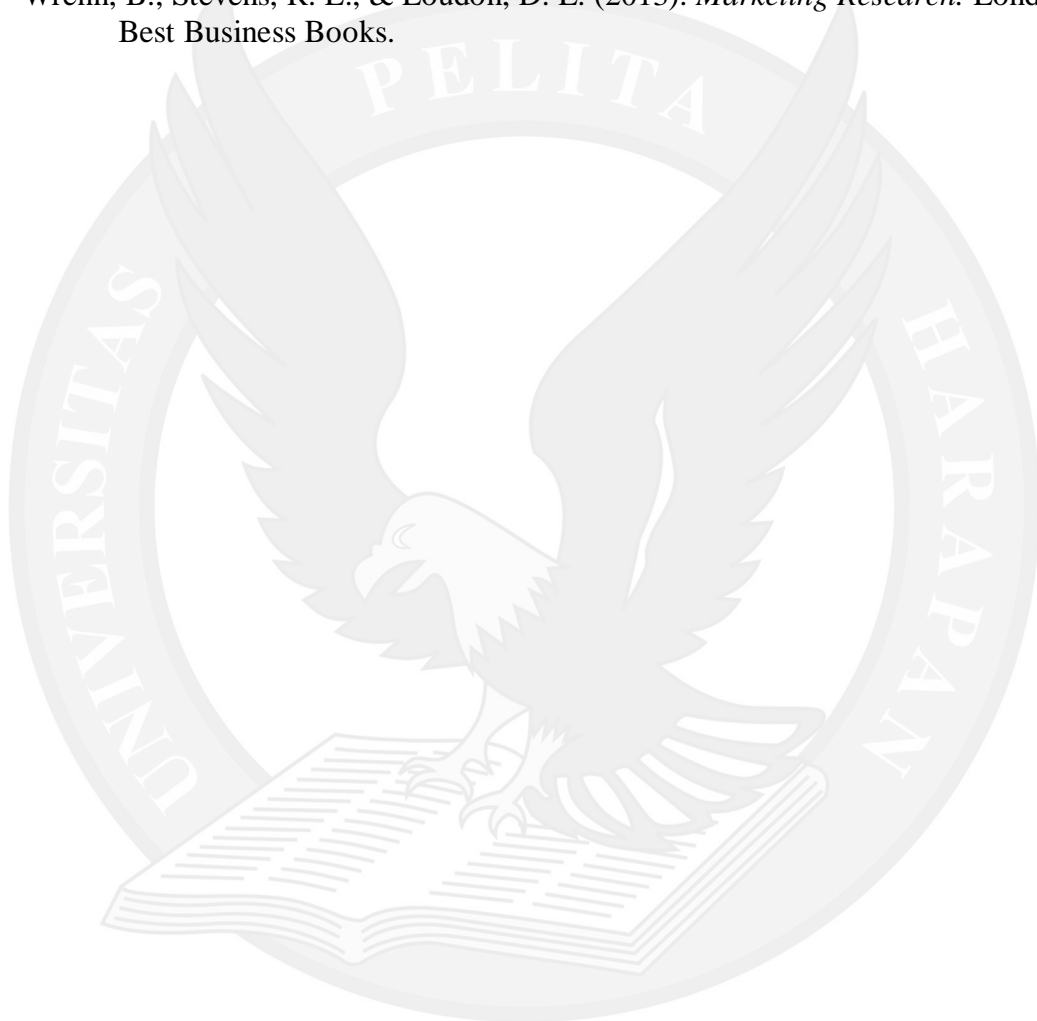 Wrenn, B., Stevens, R. E., & Loudon, D. L. (2013). Marketing Research. Lond
Best Business Books.
PELITA
UNIVERSITAS
HARAPAN